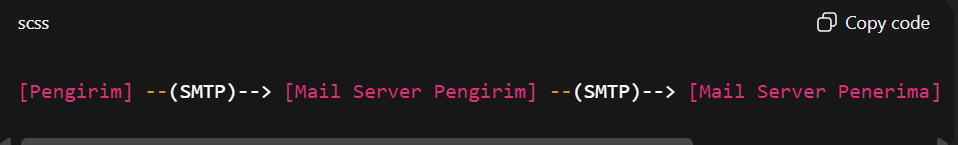 scss
Copy code
[Pengirim] --(SMTP)--> [Mail Server Pengirim] --(SMTP)--> [Mail Server Penerima]